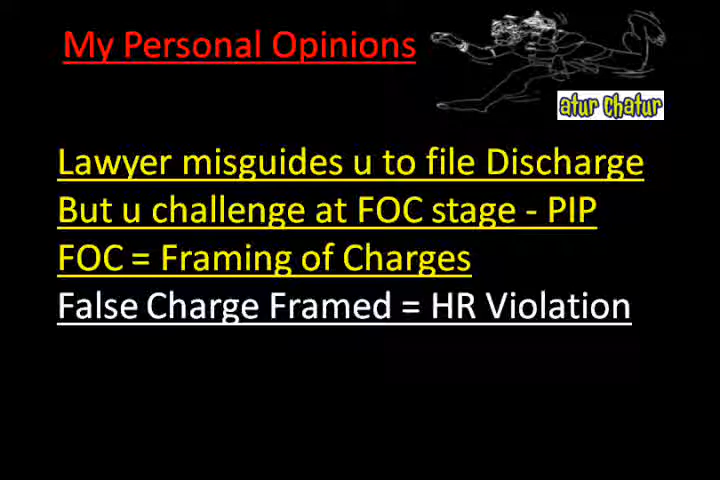 My Personal Opinions
atur chatur
Lawyer misguides u to file Discharge
But u challenge at FOC stage - PIP
FOC = Framing of Charges
False Charge Framed = HR Violation